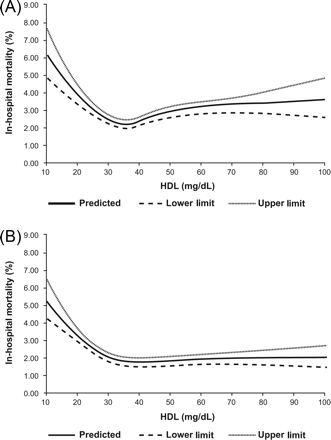 (A)
9.00
8.00
7.00
6.00
5.00
4.00
3.00
2.00
1.00
0.00
In-hospital mortality (%)
10 20 30 40 50 60 70 80 90 100
HDL (mg/dL)
Predicted Lower limit Upper limit
(B)
9.00
8.00
7.00
6.00
5.00
4.00
3.00
2.00
1.00
0.00
In-hospital mortality (%)
10 20 30 40 50 60 70 80 90 100
HDL (mg/dL)
Predicted Lower limit Upper limit